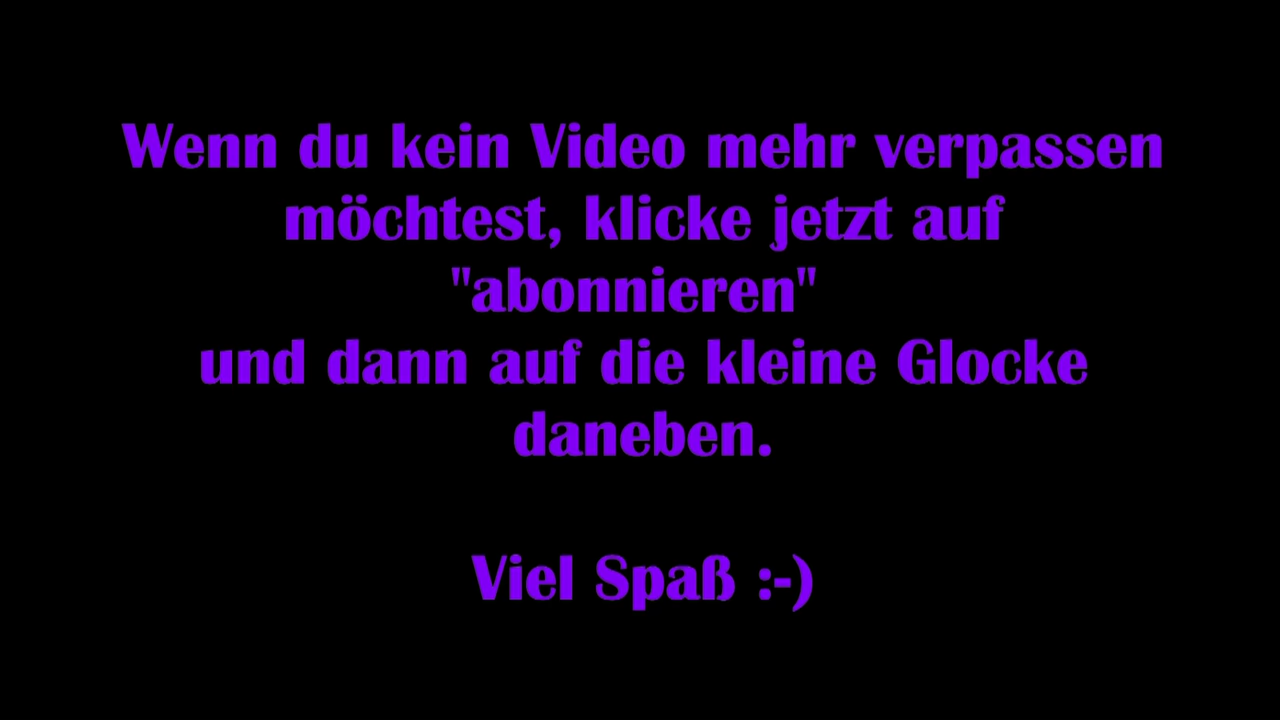 Wenn du kein Video mehr verpassen
möchtest, klicke jetzt auf
"abonnieren"
und dann auf die kleine Glocke
daneben.
Viel Spaß :-)